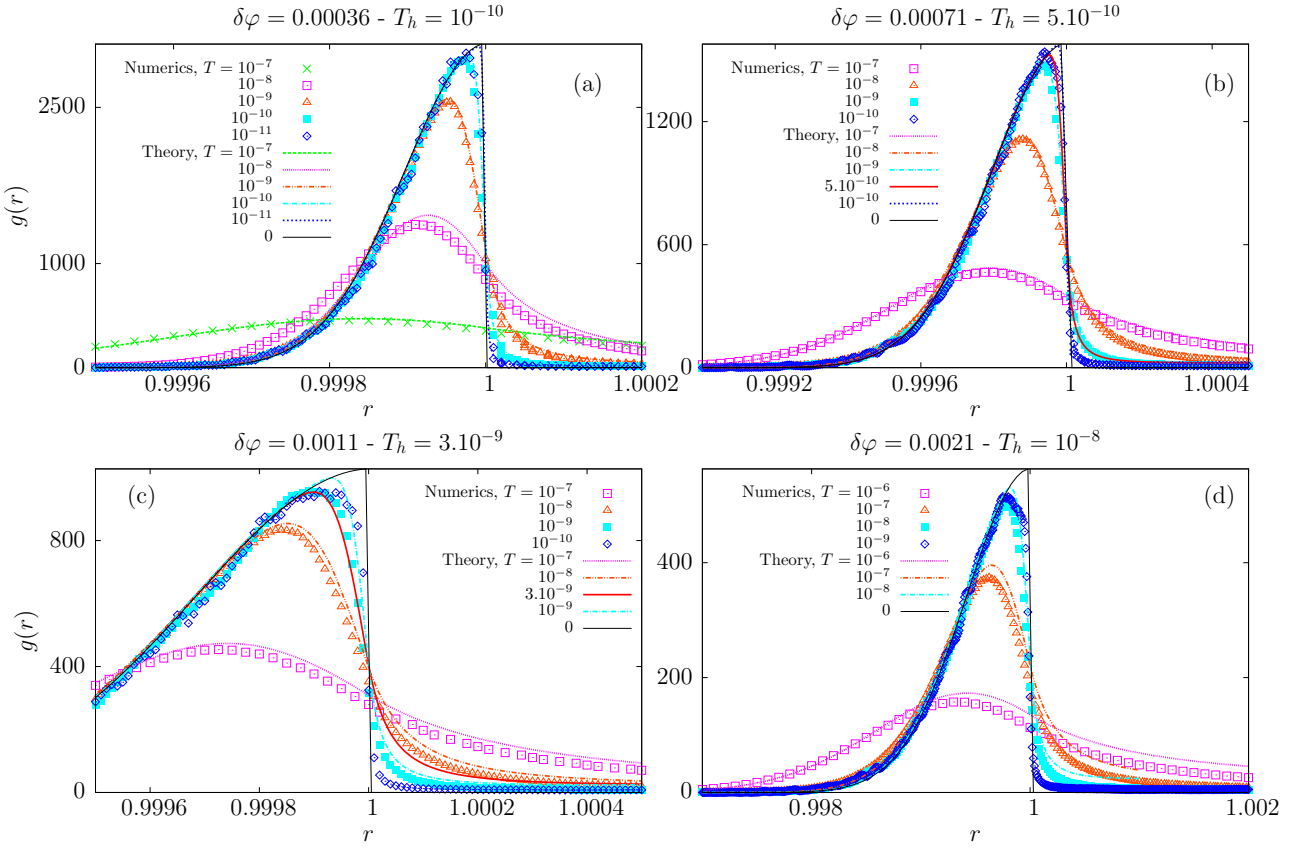 δφ = 0.00036 - T_h = 10^{-10}
(a)
g(r)
2500
1000
0
Numerics, T = 10^{-7}
10^{-8}
10^{-9}
10^{-10}
10^{-11}
Theory, T = 10^{-7}
10^{-8}
10^{-9}
10^{-10}
10^{-11}
0
0.9996 0.9998 1 1.0002
r
δφ = 0.00071 - T_h = 5.10^{-10}
(b)
1200
600
0
Numerics, T = 10^{-7}
10^{-8}
10^{-9}
10^{-10}
Theory, 10^{-7}
10^{-8}
10^{-9}
5.10^{-10}
10^{-10}
0
0.9992 0.9996 1 1.0004
r
δφ = 0.0011 - T_h = 3.10^{-9}
(c)
g(r)
800
400
0
Numerics, T = 10^{-7}
10^{-8}
10^{-9}
10^{-10}
Theory, T = 10^{-7}
10^{-8}
3.10^{-9}
10^{-9}
0
0.9996 0.9998 1 1.0002 1.0004
r
δφ = 0.0021 - T_h = 10^{-8}
(d)
400
200
0
Numerics, T = 10^{-6}
10^{-7}
10^{-8}
10^{-9}
Theory, T = 10^{-6}
10^{-7}
10^{-8}
0
0.998 1 1.002
r